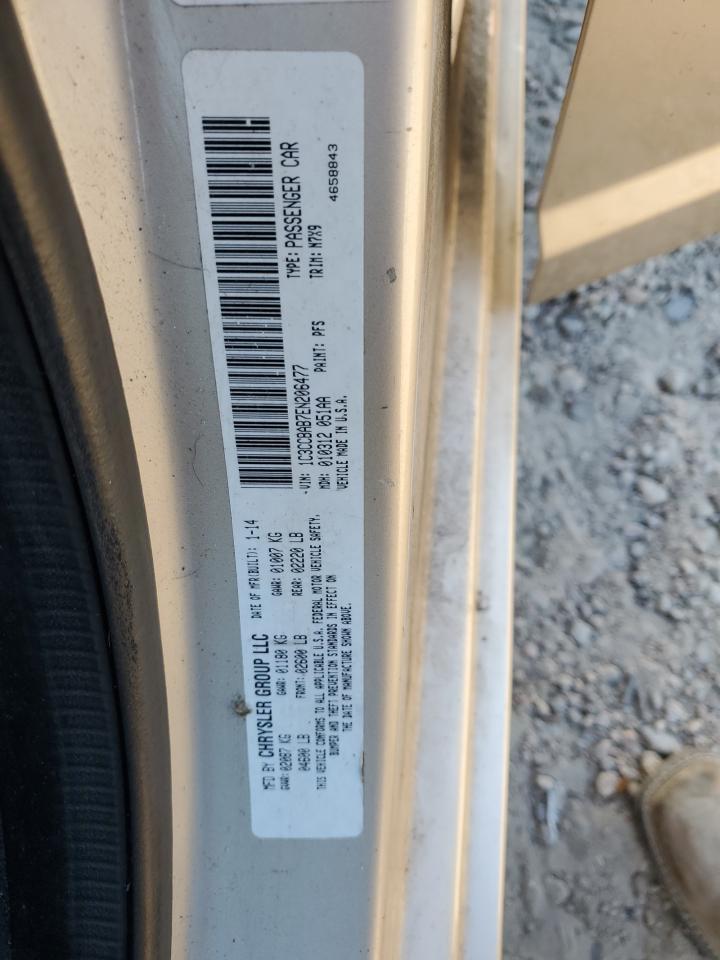 MFD BY CHRYSLER GROUP LLC DATE OF MFR(BUILT): 1-14
GVWR: 02087 KG GAWR: 01180 KG GAWR: 01007 KG
04600 LB FRONT: 02600 LB REAR: 02220 LB
THIS VEHICLE CONFORMS TO ALL APPLICABLE U.S.A. FEDERAL MOTOR VEHICLE SAFETY,
BUMPER AND THEFT PREVENTION STANDARDS IN EFFECT ON
THE DATE OF MANUFACTURE SHOWN ABOVE.
VIN: 1C3CCBAB7EN206477 TYPE: PASSENGER CAR
MDH: 010312 051AA PAINT: PFS TRIM: M7X9
VEHICLE MADE IN U.S.A. 4658843